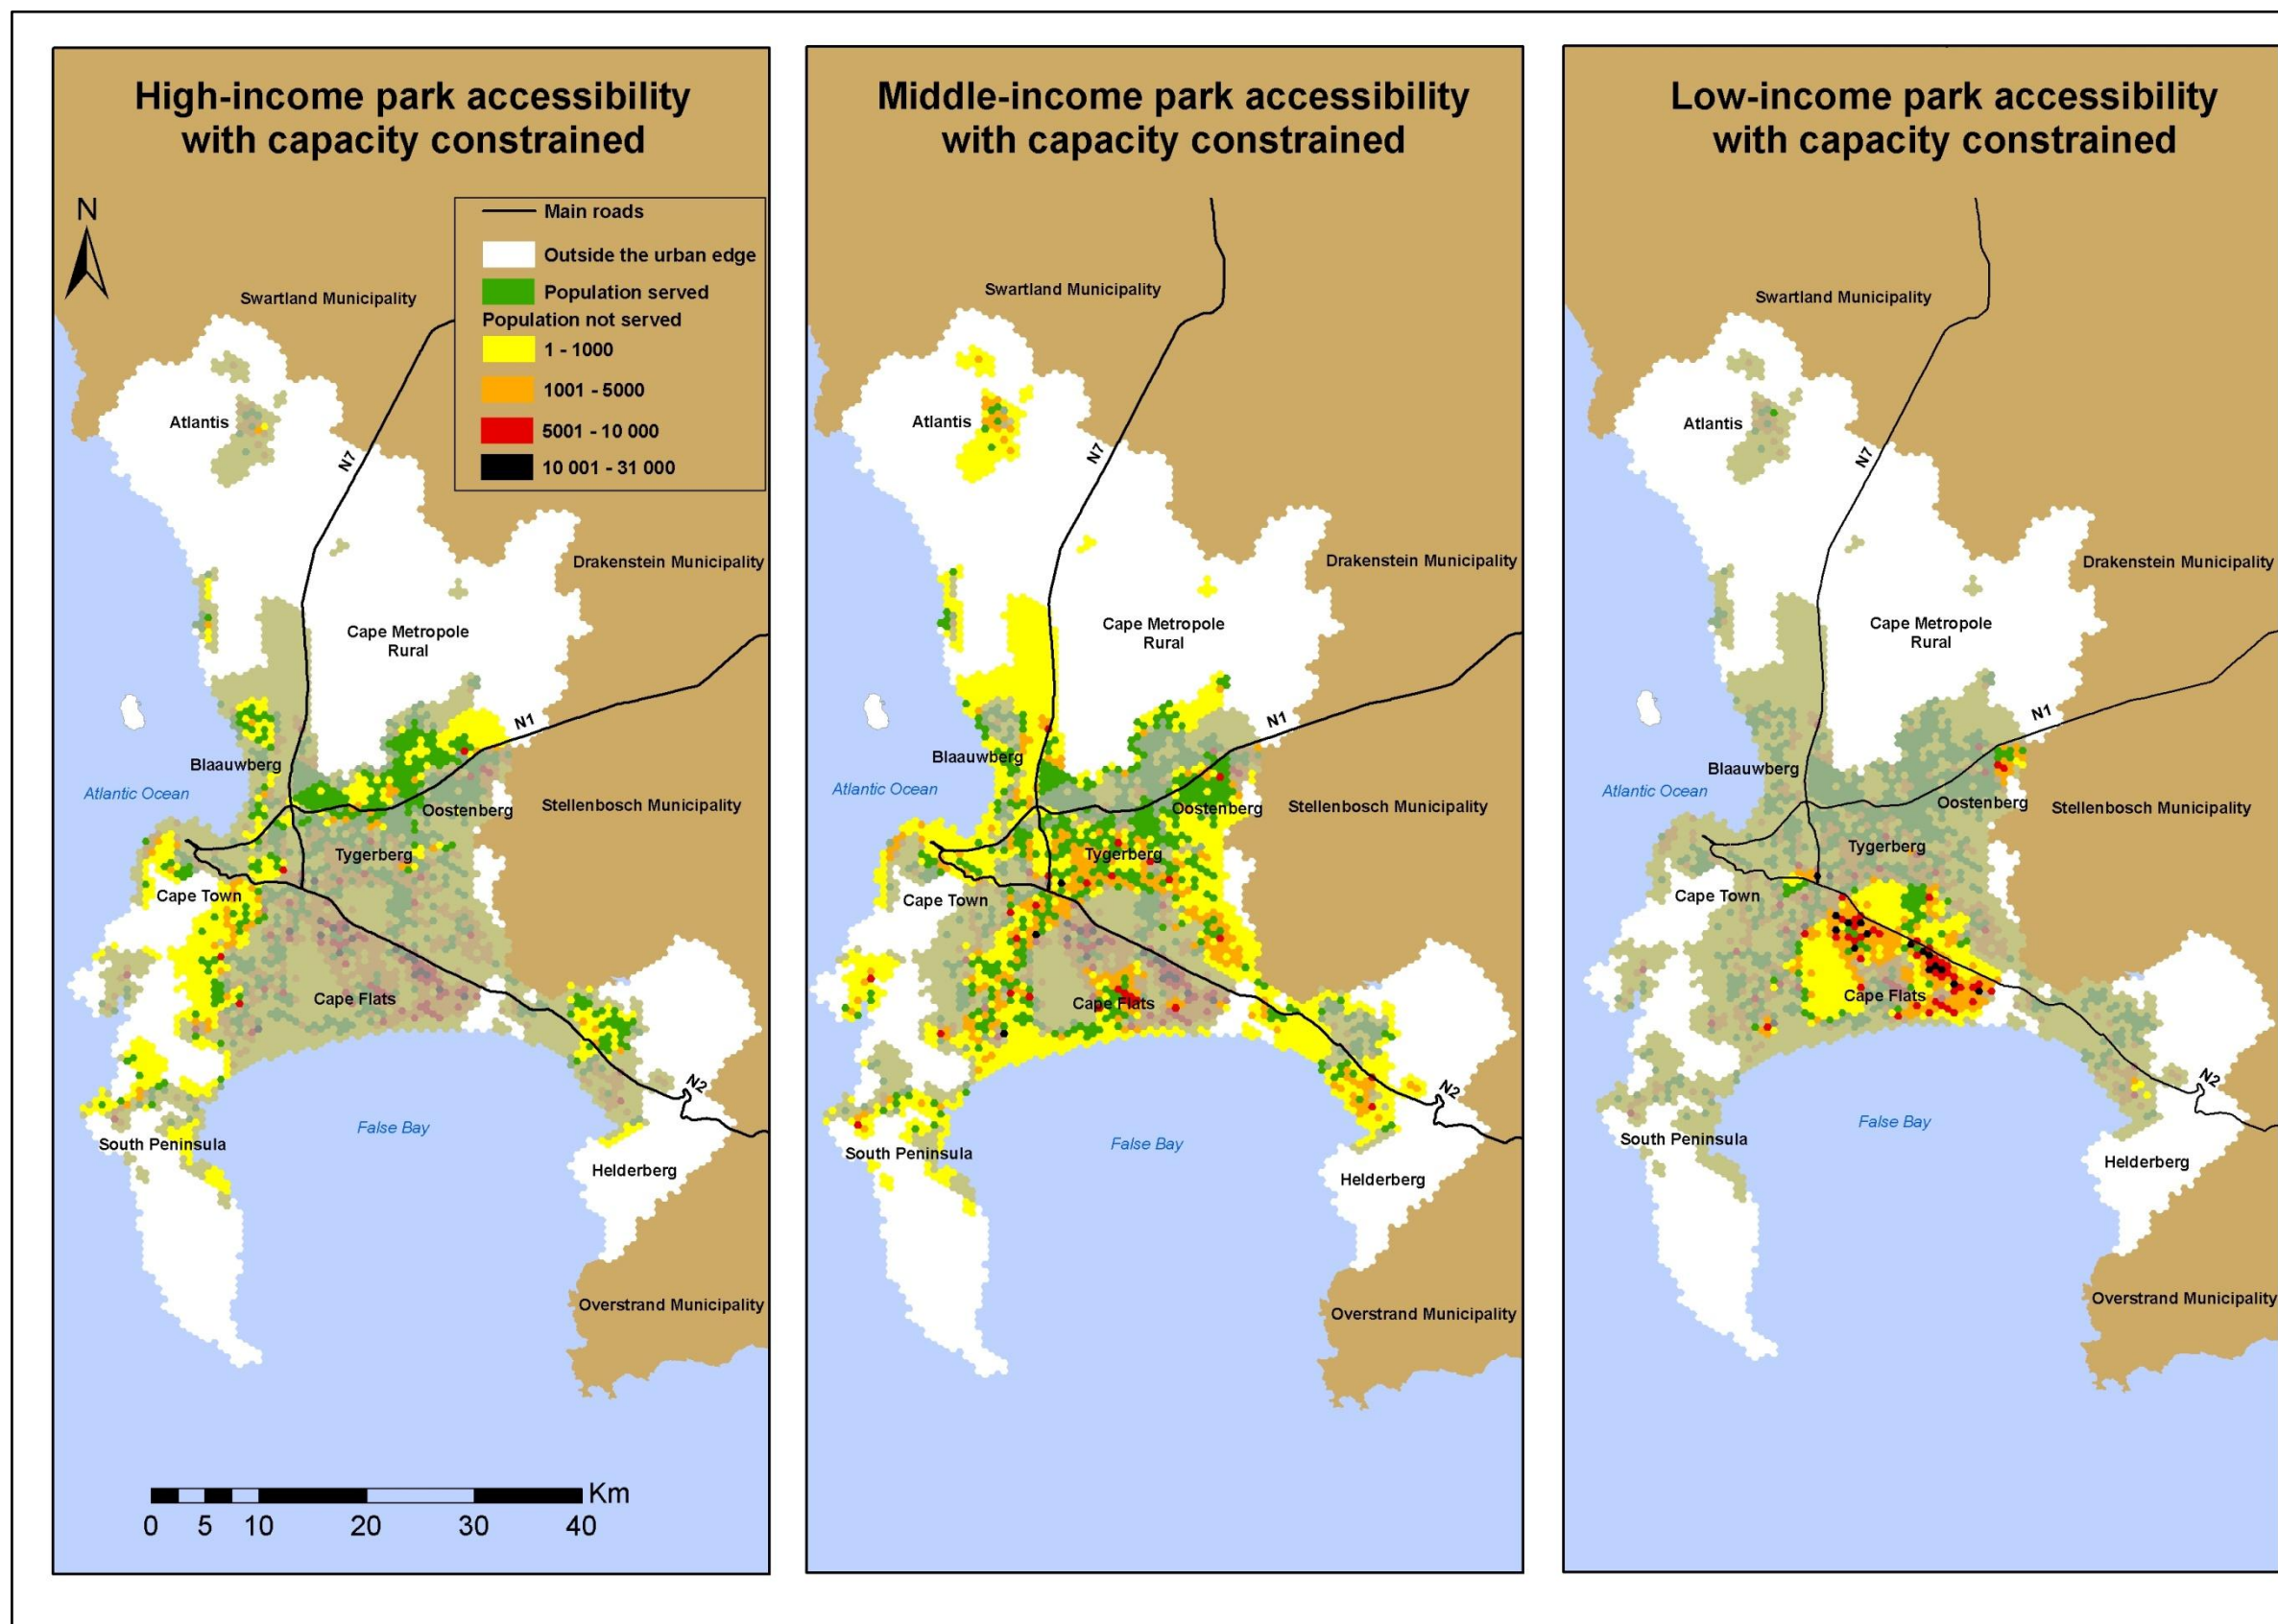 High-income park accessibility
with capacity constrained
N
Main roads
Outside the urban edge
Population served
Population not served
1 - 1000
1001 - 5000
5001 - 10 000
10 001 - 31 000
Swartland Municipality
Atlantis
N7
Drakenstein Municipality
Cape Metropole
Rural
N1
Blaauwberg
Atlantic Ocean
Oostenberg
Stellenbosch Municipality
Tygerberg
Cape Town
Cape Flats
N2
False Bay
South Peninsula
Helderberg
Overstrand Municipality
Km
0 5 10 20 30 40
Middle-income park accessibility
with capacity constrained
Swartland Municipality
Atlantis
N7
Drakenstein Municipality
Cape Metropole
Rural
N1
Blaauwberg
Atlantic Ocean
Oostenberg
Stellenbosch Municipality
Tygerberg
Cape Town
Cape Flats
N2
False Bay
South Peninsula
Helderberg
Overstrand Municipality
Low-income park accessibility
with capacity constrained
Swartland Municipality
Atlantis
N7
Drakenstein Municipality
Cape Metropole
Rural
N1
Blaauwberg
Atlantic Ocean
Oostenberg
Stellenbosch Municipality
Tygerberg
Cape Town
Cape Flats
N2
False Bay
South Peninsula
Helderberg
Overstrand Municipality